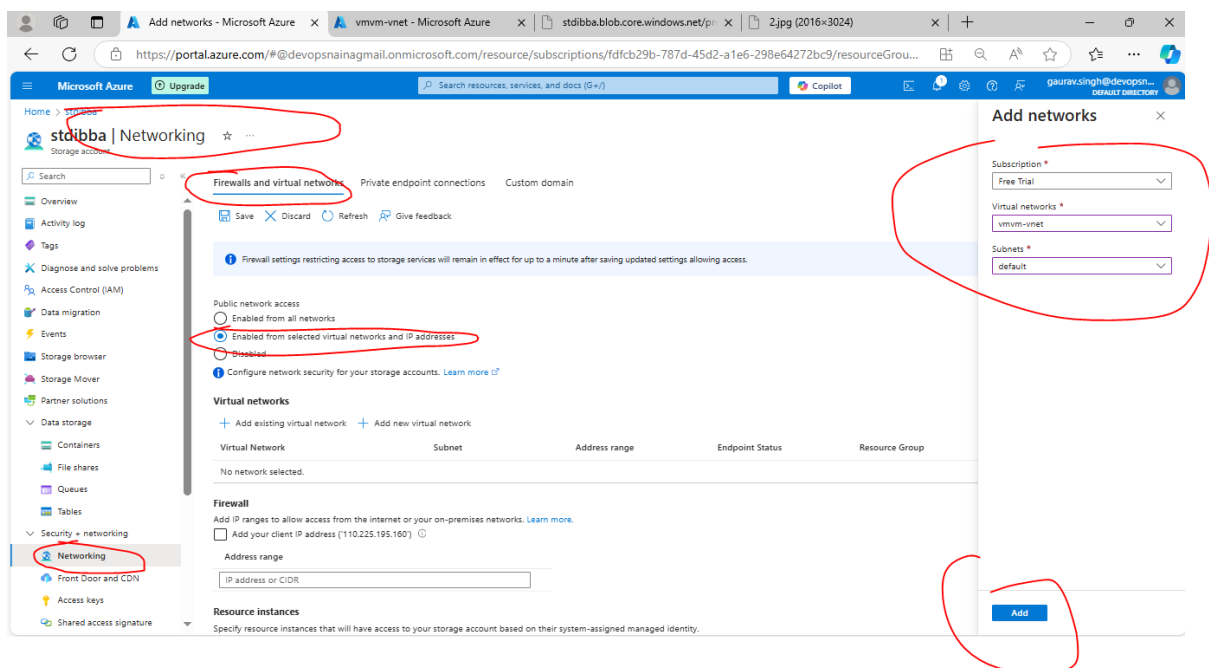 Add networks - Microsoft Azure
vmvm-vnet - Microsoft Azure
stdibba.blob.core.windows.net/pri
2.jpg (2016×3024)
https://portal.azure.com/#@devopsnainagmail.onmicrosoft.com/resource/subscriptions/fdfcb29b-787d-45d2-a1e6-298e64272bc9/resourceGrou...
Microsoft Azure
Upgrade
Search resources, services, and docs (G+/)
Copilot
1
gaurav.singh@devopsn...
DEFAULT DIRECTORY
Home > stdibba
stdibba | Networking
Storage account
Search
Overview
Activity log
Tags
Diagnose and solve problems
Access Control (IAM)
Data migration
Events
Storage browser
Storage Mover
Partner solutions
Data storage
Containers
File shares
Queues
Tables
Security + networking
Networking
Front Door and CDN
Access keys
Shared access signature
Firewalls and virtual networks
Private endpoint connections
Custom domain
Save
Discard
Refresh
Give feedback
Firewall settings restricting access to storage services will remain in effect for up to a minute after saving updated settings allowing access.
Public network access
Enabled from all networks
Enabled from selected virtual networks and IP addresses
Disabled
Configure network security for your storage accounts. Learn more
Virtual networks
+ Add existing virtual network + Add new virtual network
Virtual Network Subnet Address range Endpoint Status Resource Group
No network selected.
Firewall
Add IP ranges to allow access from the internet or your on-premises networks. Learn more.
Add your client IP address ('110.225.195.160')
Address range
IP address or CIDR
Resource instances
Specify resource instances that will have access to your storage account based on their system-assigned managed identity.
Add networks
Subscription *
Free Trial
Virtual networks *
vmvm-vnet
Subnets *
default
Add